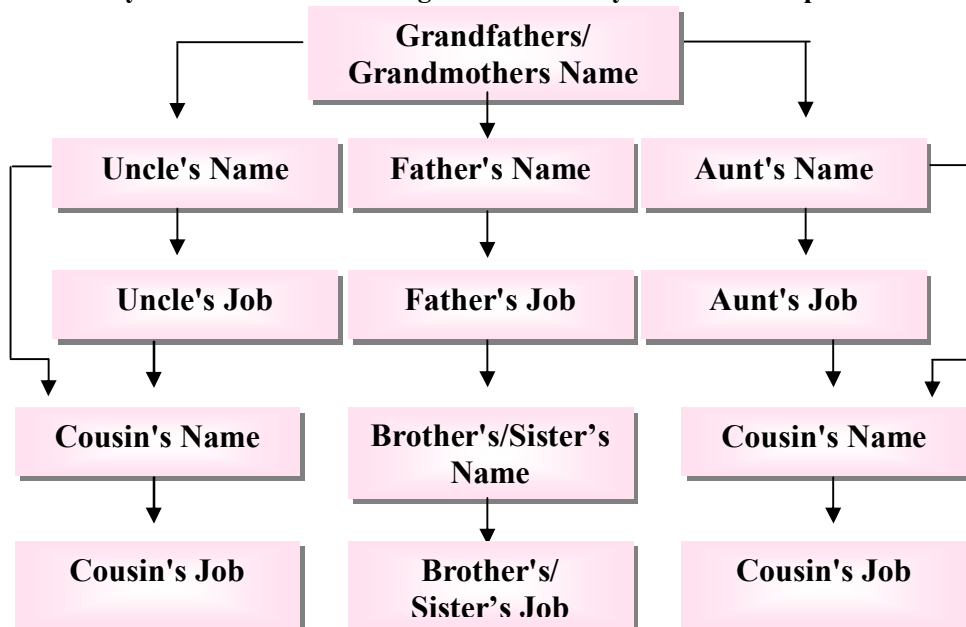 Grandfathers/
Grandmothers Name
Uncle's Name
Father's Name
Aunt's Name
Uncle's Job
Father's Job
Aunt's Job
Cousin's Name
Brother's/Sister’s
Name
Cousin's Name
Cousin's Job
Brother's/
Sister’s Job
Cousin's Job